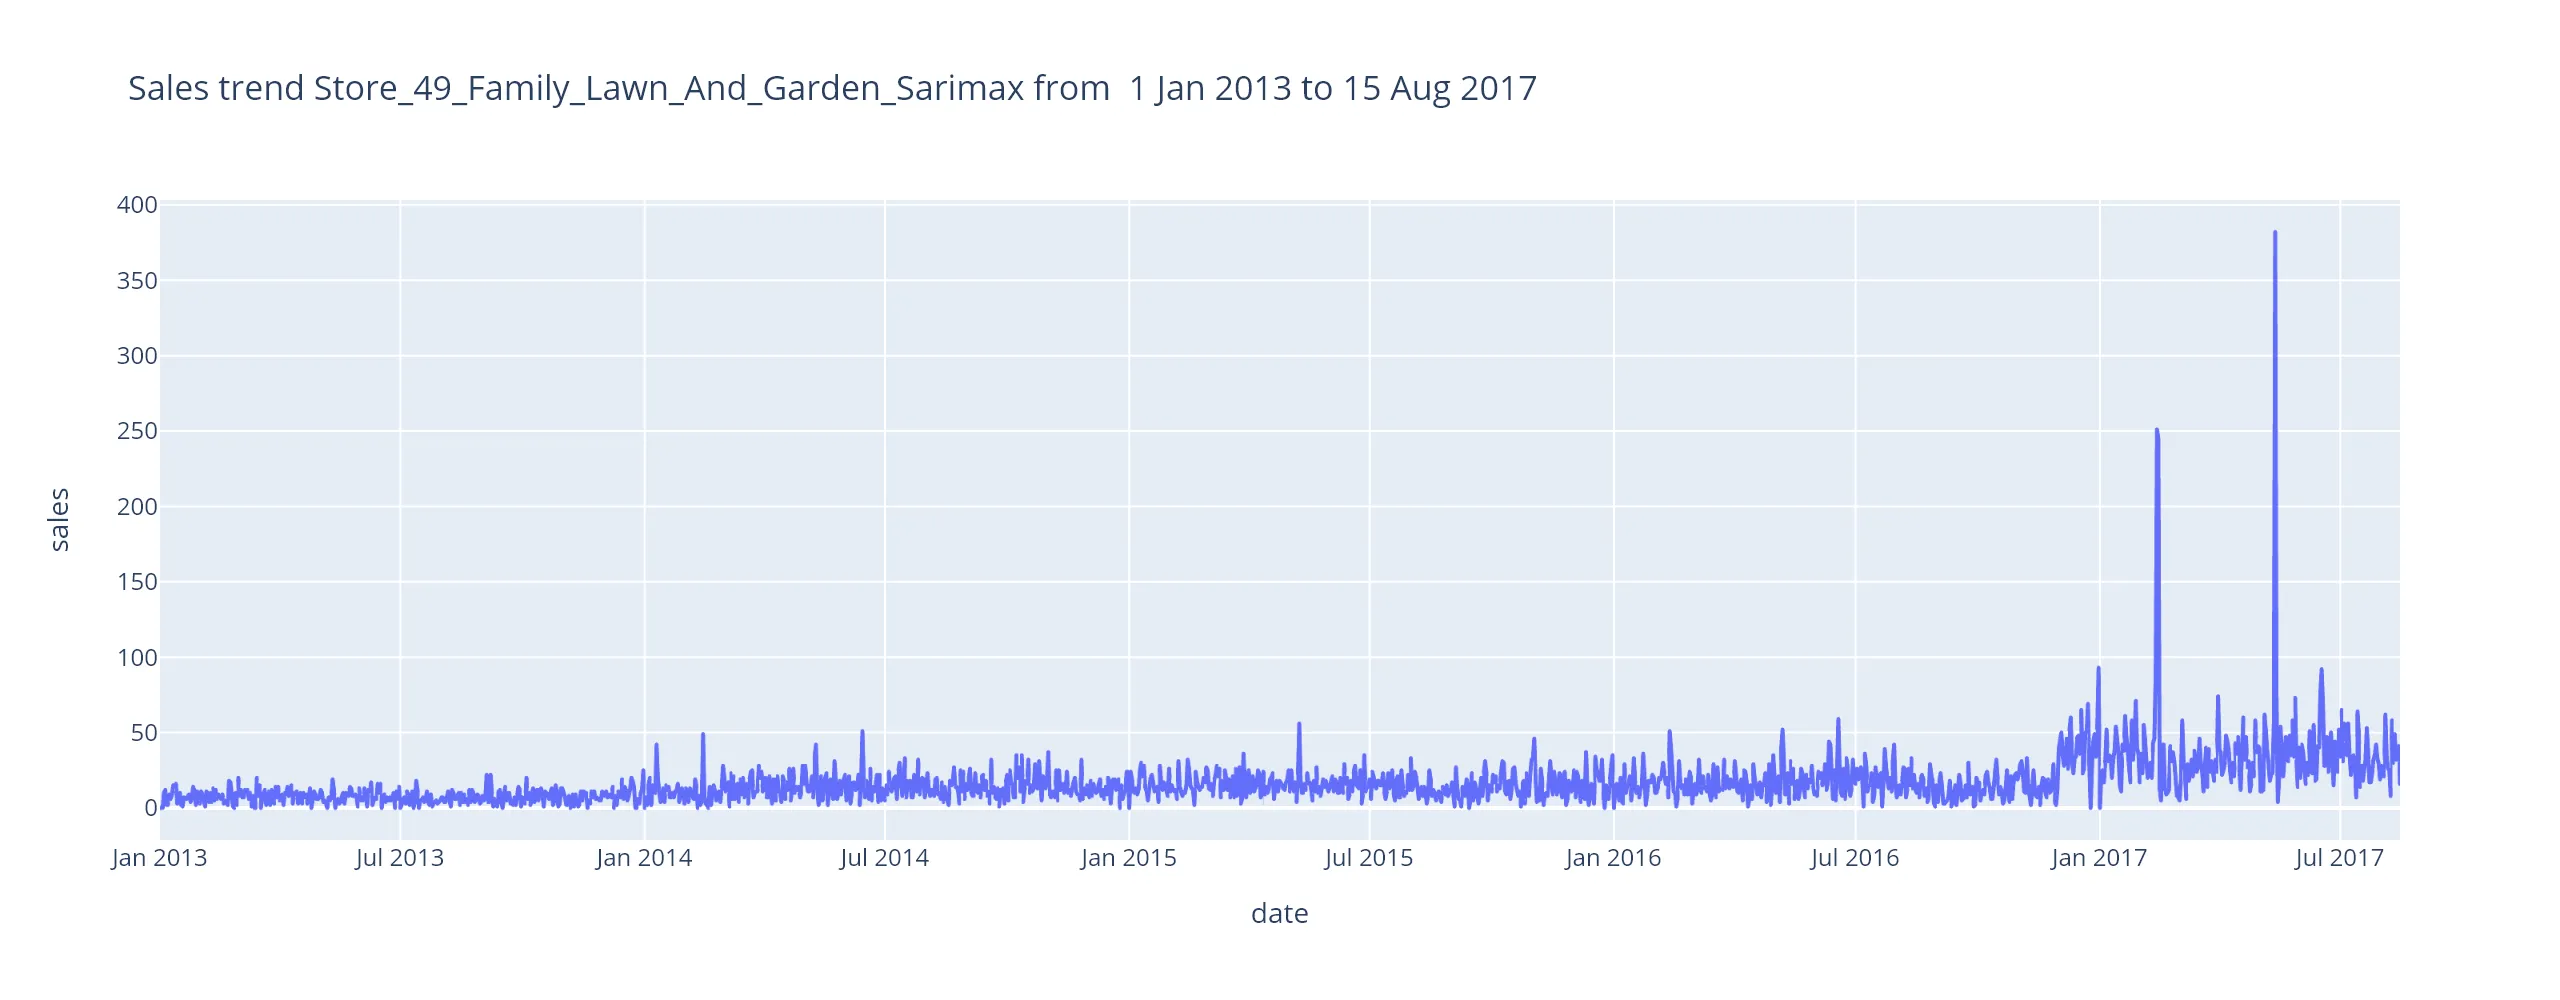 Sales trend Store_49_Family_Lawn_And_Garden_Sarimax from  1 Jan 2013 to 15 Aug 2017
400
350
300
250
200
150
100
50
0
sales
Jan 2013
Jul 2013
Jan 2014
Jul 2014
Jan 2015
Jul 2015
Jan 2016
Jul 2016
Jan 2017
Jul 2017
date